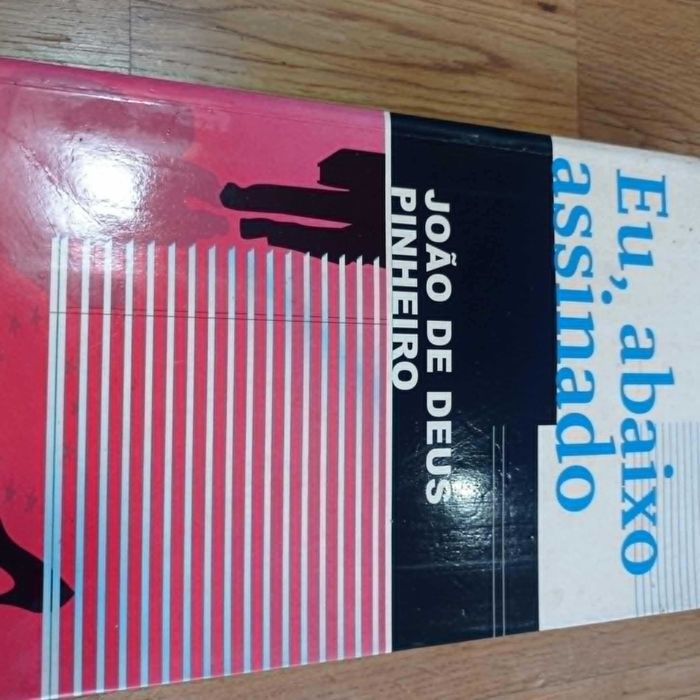 Eu, abaixo
assinado
JOÃO DE DEUS
PINHEIRO